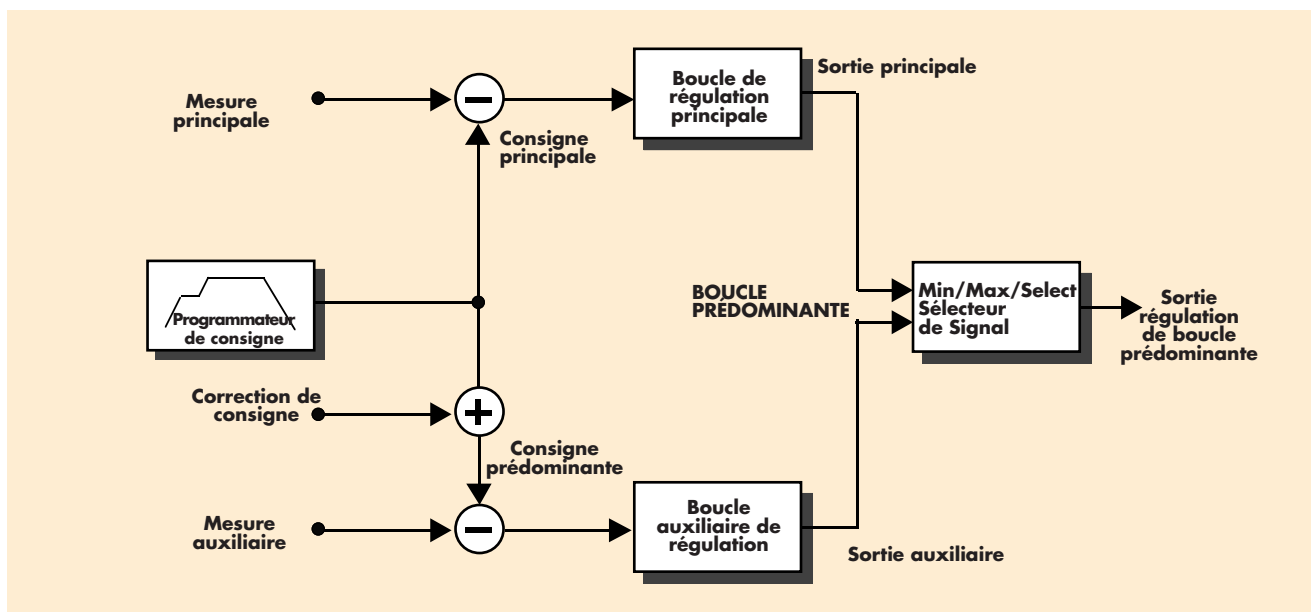 Mesure
principale
Consigne
principale
Boucle de
régulation
principale
Sortie principale
Programmateur
de consigne
BOUCLE
PRÉDOMINANTE
Min/Max/Select
Sélecteur
de Signal
Sortie
régulation
de boucle
prédominante
Correction de
consigne
Consigne
prédominante
Mesure
auxiliaire
Boucle
auxiliaire de
régulation
Sortie auxiliaire